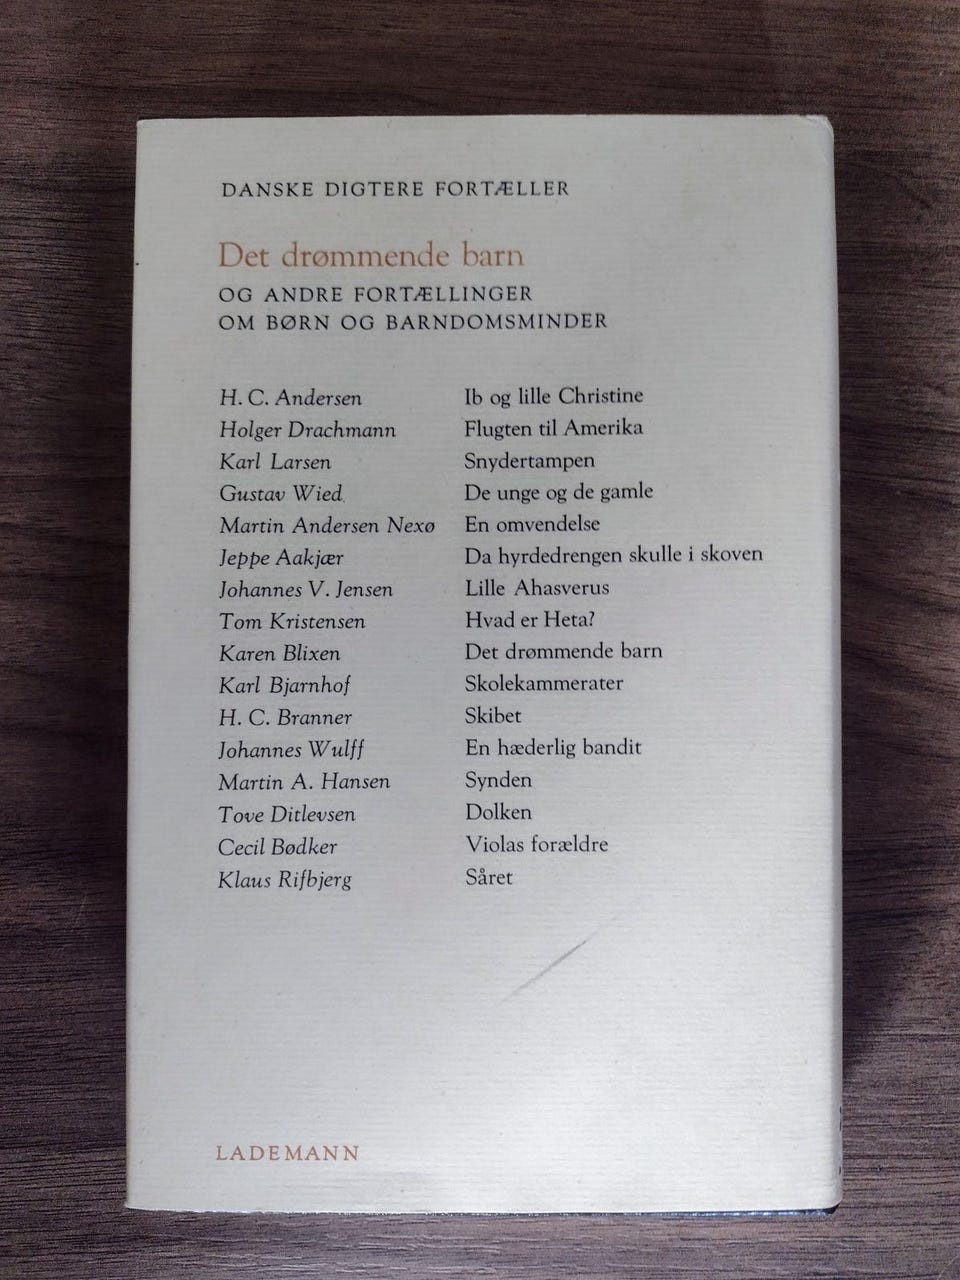 DANSKE DIGTERE FORTÆLLER
Det drømmende barn
OG ANDRE FORTÆLLINGER
OM BØRN OG BARNDOMSMINDER
H. C. Andersen Ib og lille Christine
Holger Drachmann Flugten til Amerika
Karl Larsen Snydertampen
Gustav Wied De unge og de gamle
Martin Andersen Nexø En omvendelse
Jeppe Aakjær Da hyrdedrengen skulle i skoven
Johannes V. Jensen Lille Ahasverus
Tom Kristensen Hvad er Heta?
Karen Blixen Det drømmende barn
Karl Bjarnhof Skolekammerater
H. C. Branner Skibet
Johannes Wulff En hæderlig bandit
Martin A. Hansen Synden
Tove Ditlevsen Dolken
Cecil Bødker Violas forældre
Klaus Rifbjerg Såret
LADEMANN